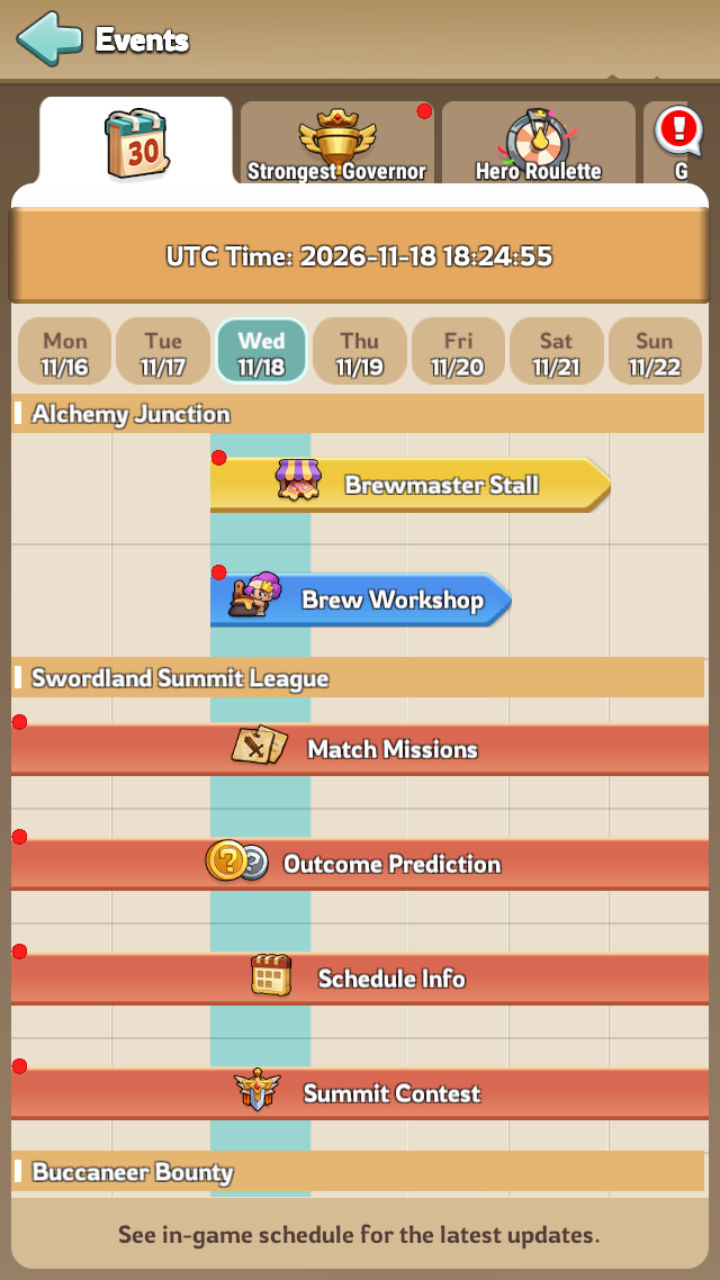 Events
30
Strongest Governor
Hero Roulette
G
UTC Time: 2026-11-18 18:24:55
Mon Tue Wed Thu Fri Sat Sun
11/16 11/17 11/18 11/19 11/20 11/21 11/22
Alchemy Junction
Brewmaster Stall
Brew Workshop
Swordland Summit League
Match Missions
Outcome Prediction
Schedule Info
Summit Contest
Buccaneer Bounty
See in-game schedule for the latest updates.